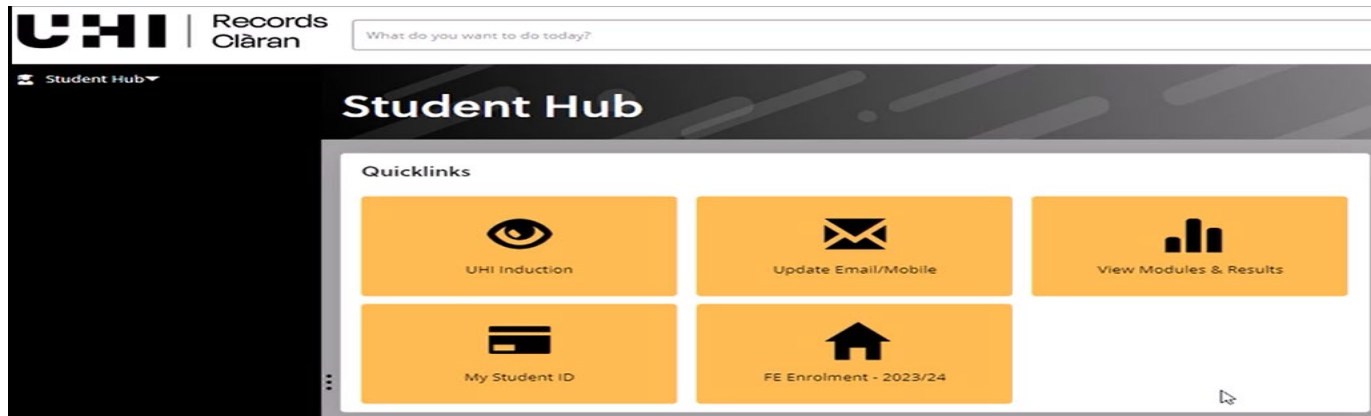 UHI
Records
Clàran
What do you want to do today?
Student Hub
Student Hub
Quicklinks
UHI Induction
Update Email/Mobile
View Modules & Results
My Student ID
FE Enrolment - 2023/24